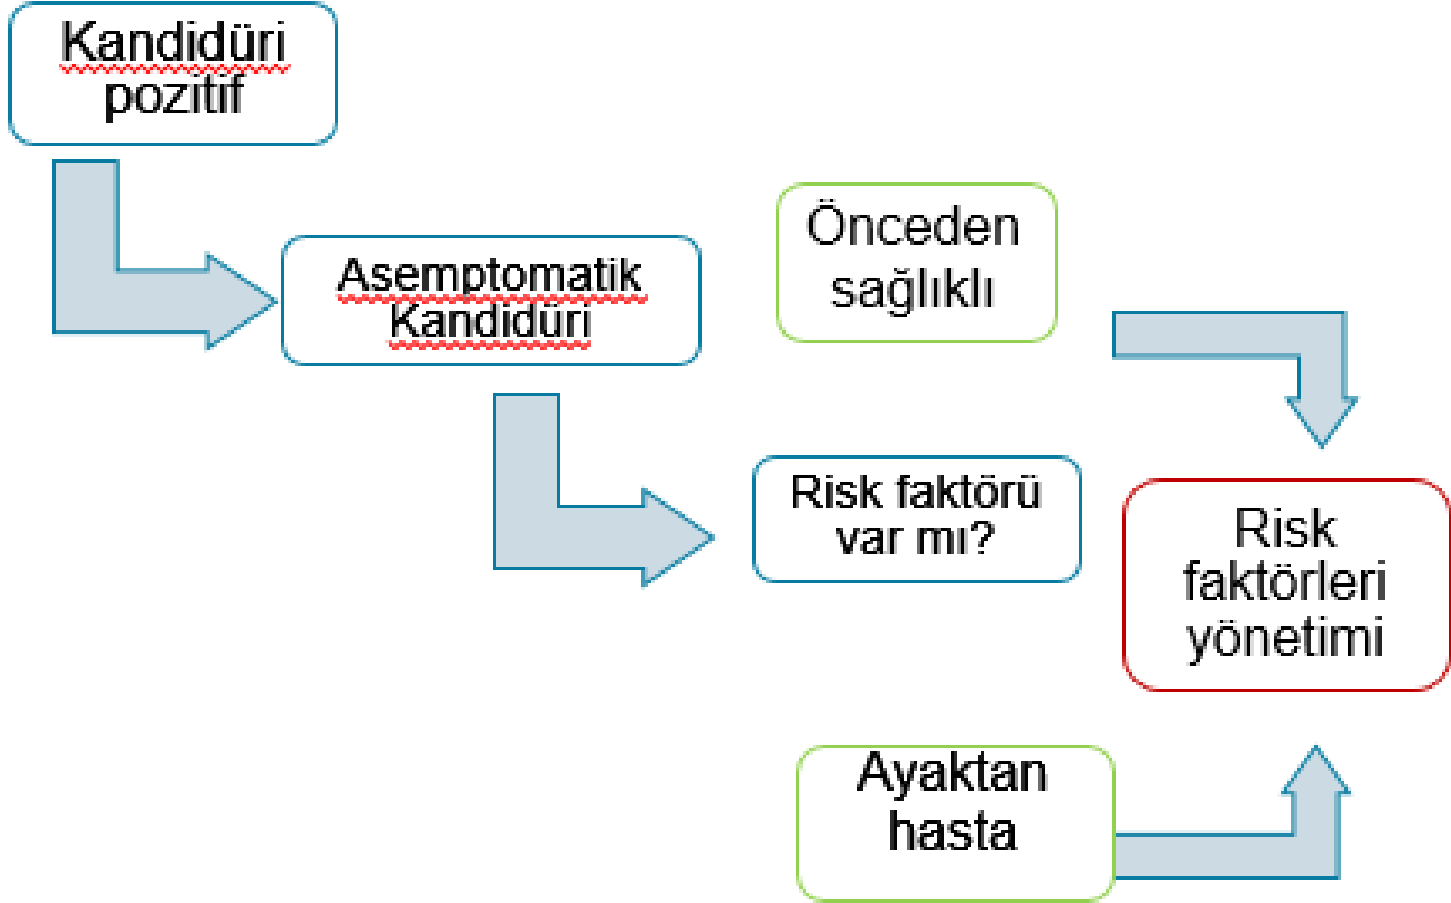 Kandidüri
pozitif
Asemptomatik
Kandidüri
Önceden
sağlıklı
Risk faktörü
var mı?
Risk
faktörleri
yönetimi
Ayaktan
hasta